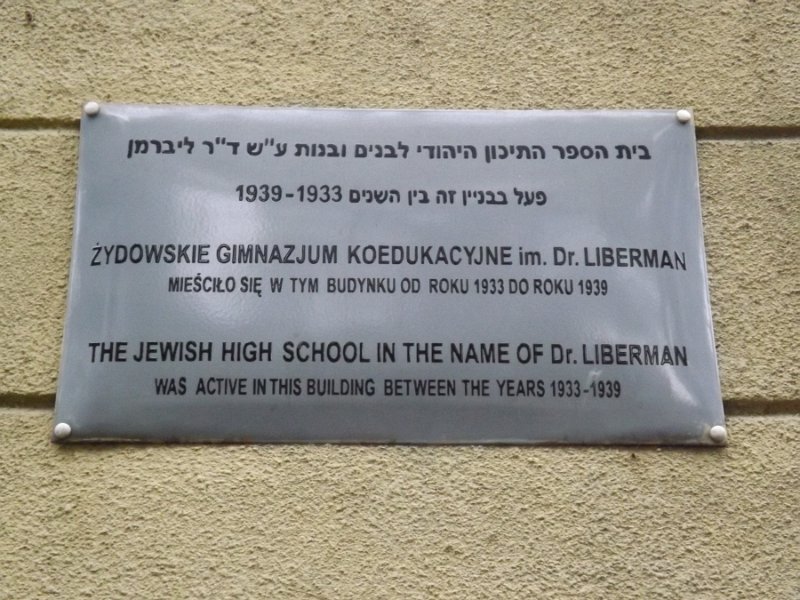 בית הספר התיכון היהודי לבנים ובנות ע"ש ד"ר ליברמן
פעל בבניין זה בין השנים 1939-1933
ŻYDOWSKIE GIMNAZJUM KOEDUKACYJNE im. Dr. LIBERMAN
MIEŚCIŁO SIĘ W TYM BUDYNKU OD ROKU 1933 DO ROKU 1939
THE JEWISH HIGH SCHOOL IN THE NAME OF Dr. LIBERMAN
WAS ACTIVE IN THIS BUILDING BETWEEN THE YEARS 1933-1939